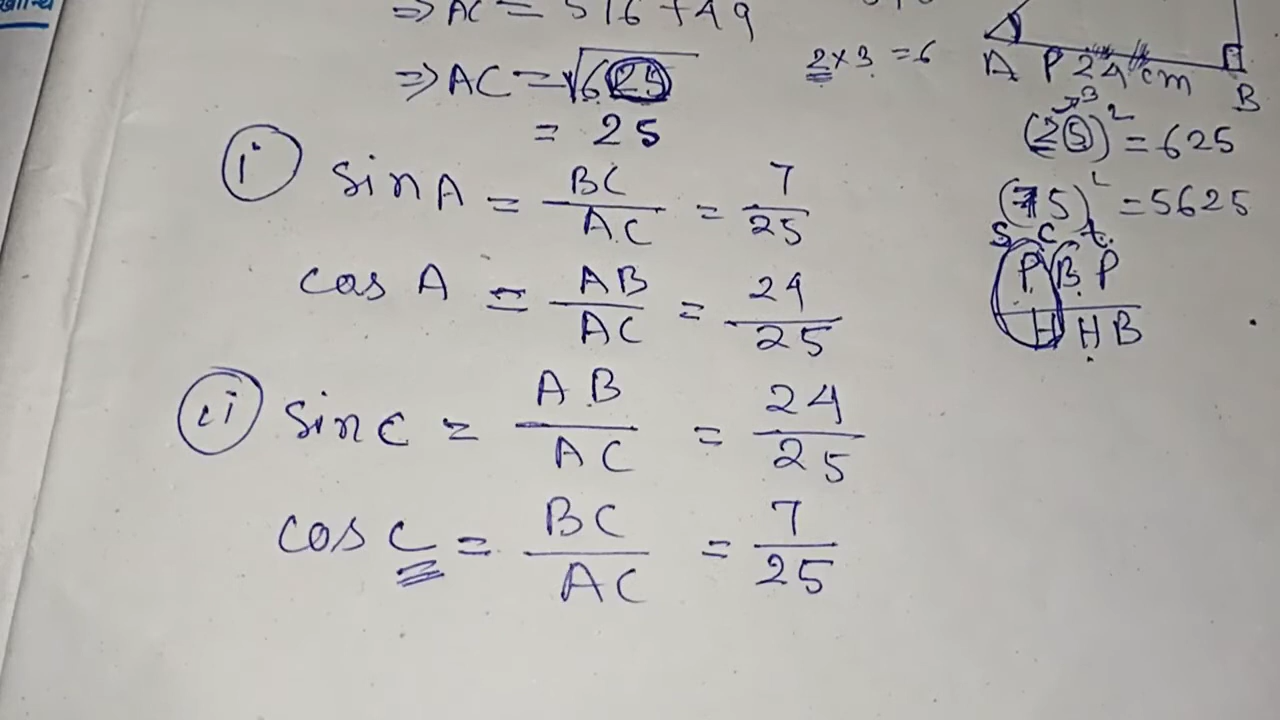 ⇒AC = 576 + 49
2×3 = 6
⇒AC = √625
= 25
A P 24 cm B
(25)² = 625
3
(75)² = 5625
i sin A = BC/AC = 7/25
cos A = AB/AC = 24/25
S C t
P B P
H H B
ii sin C = AB/AC = 24/25
cos C = BC/AC = 7/25